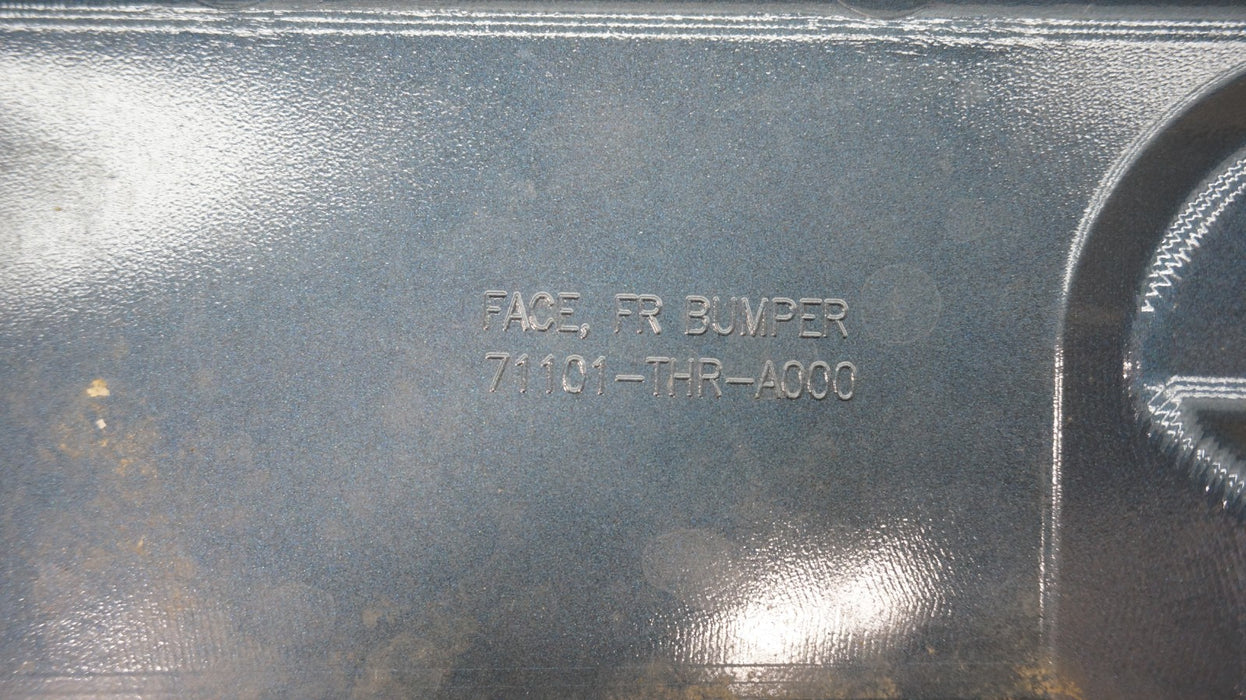 FACE, FR BUMPER
71101-THR-A000